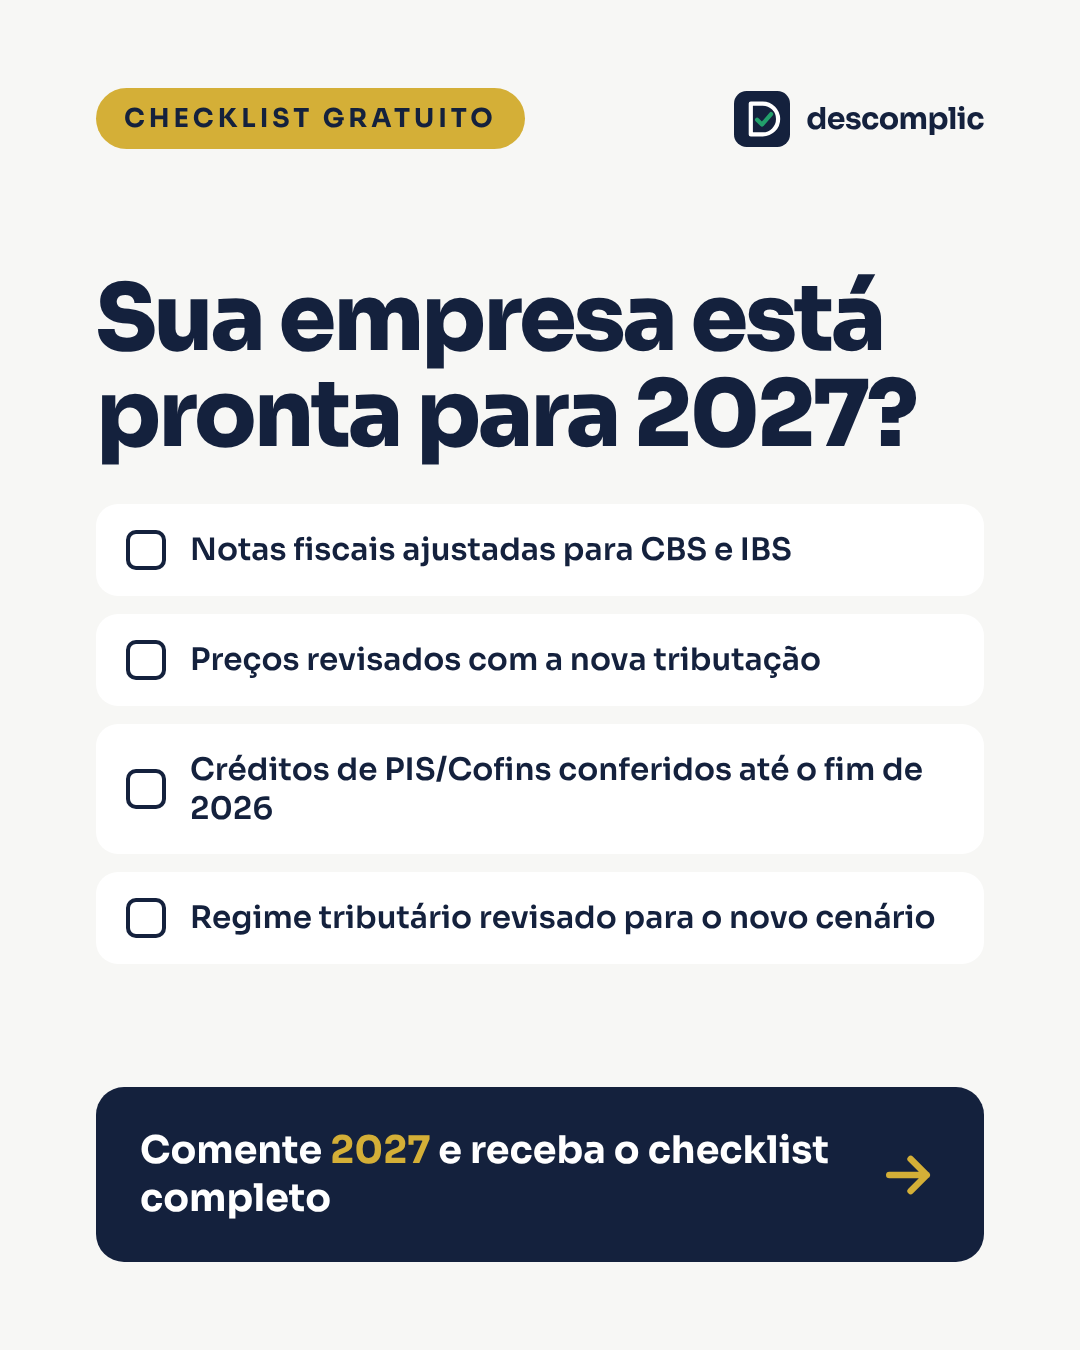 CHECKLIST GRATUITO
descomplic
Sua empresa está
pronta para 2027?
Notas fiscais ajustadas para CBS e IBS
Preços revisados com a nova tributação
Créditos de PIS/Cofins conferidos até o fim de
2026
Regime tributário revisado para o novo cenário
Comente 2027 e receba o checklist
completo